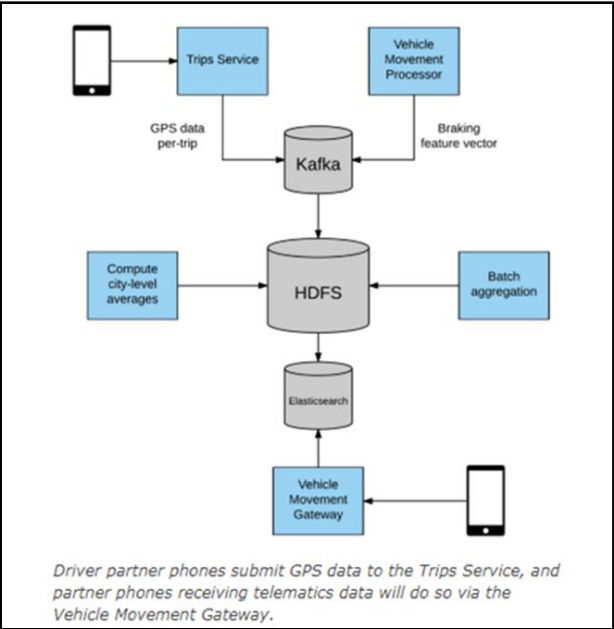 Trips Service
Vehicle
Movement
Processor
GPS data
per-trip
Braking
feature vector
Kafka
Compute
city-level
averages
HDFS
Batch
aggregation
Elasticsearch
Vehicle
Movement
Gateway
Driver partner phones submit GPS data to the Trips Service, and
partner phones receiving telematics data will do so via the
Vehicle Movement Gateway.